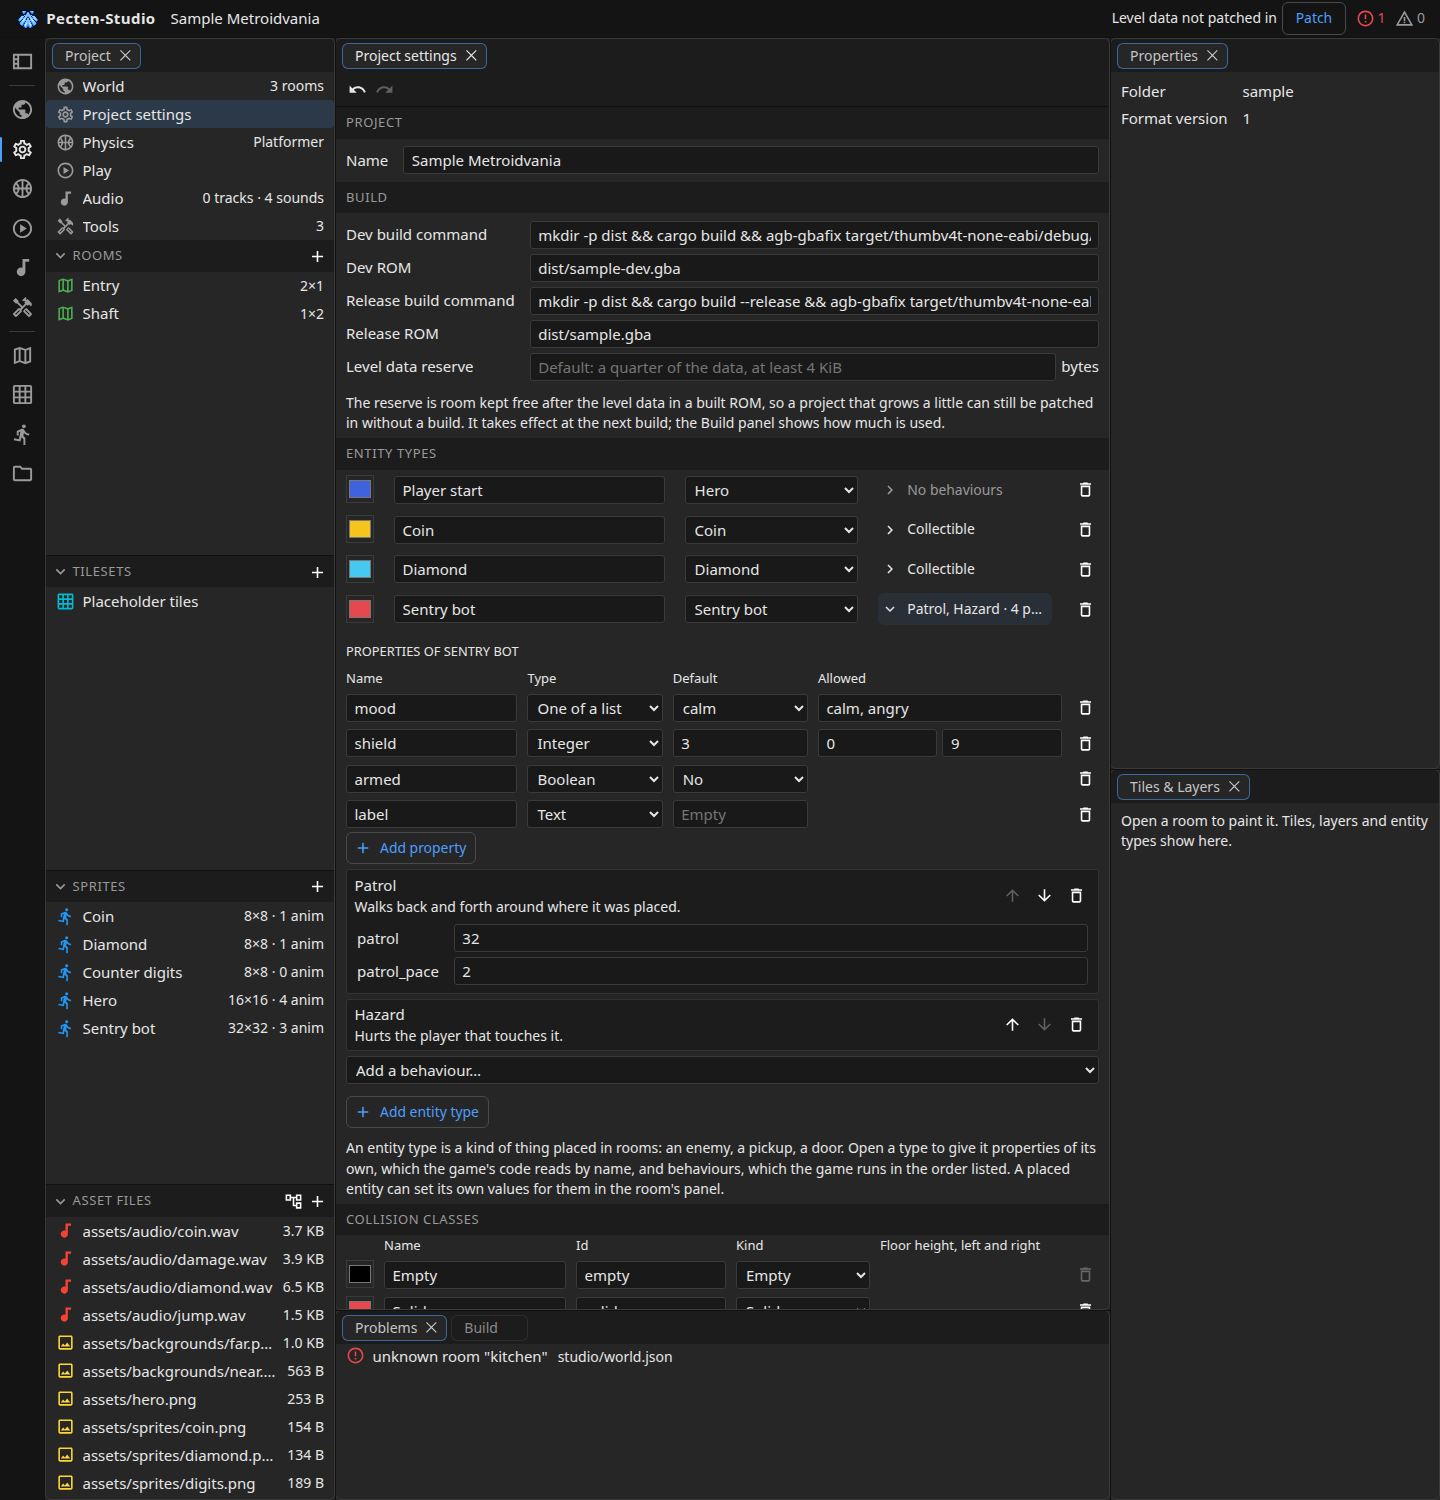 Pecten-Studio Sample Metroidvania
Level data not patched in Patch 1 0
Project
World 3 rooms
Project settings
Physics Platformer
Play
Audio 0 tracks · 4 sounds
Tools 3
ROOMS
Entry 2×1
Shaft 1×2
TILESETS
Placeholder tiles
SPRITES
Coin 8×8 · 1 anim
Diamond 8×8 · 1 anim
Counter digits 8×8 · 0 anim
Hero 16×16 · 4 anim
Sentry bot 32×32 · 3 anim
ASSET FILES
assets/audio/coin.wav 3.7 KB
assets/audio/damage.wav 3.9 KB
assets/audio/diamond.wav 6.5 KB
assets/audio/jump.wav 1.5 KB
assets/backgrounds/far.p... 1.0 KB
assets/backgrounds/near.... 563 B
assets/hero.png 253 B
assets/sprites/coin.png 154 B
assets/sprites/diamond.p... 134 B
assets/sprites/digits.png 189 B
Project settings
PROJECT
Name Sample Metroidvania
BUILD
Dev build command mkdir -p dist && cargo build && agb-gbafix target/thumbv4t-none-eabi/debug/
Dev ROM dist/sample-dev.gba
Release build command mkdir -p dist && cargo build --release && agb-gbafix target/thumbv4t-none-eal
Release ROM dist/sample.gba
Level data reserve Default: a quarter of the data, at least 4 KiB bytes
The reserve is room kept free after the level data in a built ROM, so a project that grows a little can still be patched
in without a build. It takes effect at the next build; the Build panel shows how much is used.
ENTITY TYPES
Player start Hero No behaviours
Coin Coin Collectible
Diamond Diamond Collectible
Sentry bot Sentry bot Patrol, Hazard · 4 p...
PROPERTIES OF SENTRY BOT
Name Type Default Allowed
mood One of a list calm calm, angry
shield Integer 3 0 9
armed Boolean No
label Text Empty
Add property
Patrol
Walks back and forth around where it was placed.
patrol 32
patrol_pace 2
Hazard
Hurts the player that touches it.
Add a behaviour...
Add entity type
An entity type is a kind of thing placed in rooms: an enemy, a pickup, a door. Open a type to give it properties of its
own, which the game's code reads by name, and behaviours, which the game runs in the order listed. A placed
entity can set its own values for them in the room's panel.
COLLISION CLASSES
Name Id Kind Floor height, left and right
Empty empty Empty
Problems Build
unknown room "kitchen" studio/world.json
Properties
Folder sample
Format version 1
Tiles & Layers
Open a room to paint it. Tiles, layers and entity
types show here.